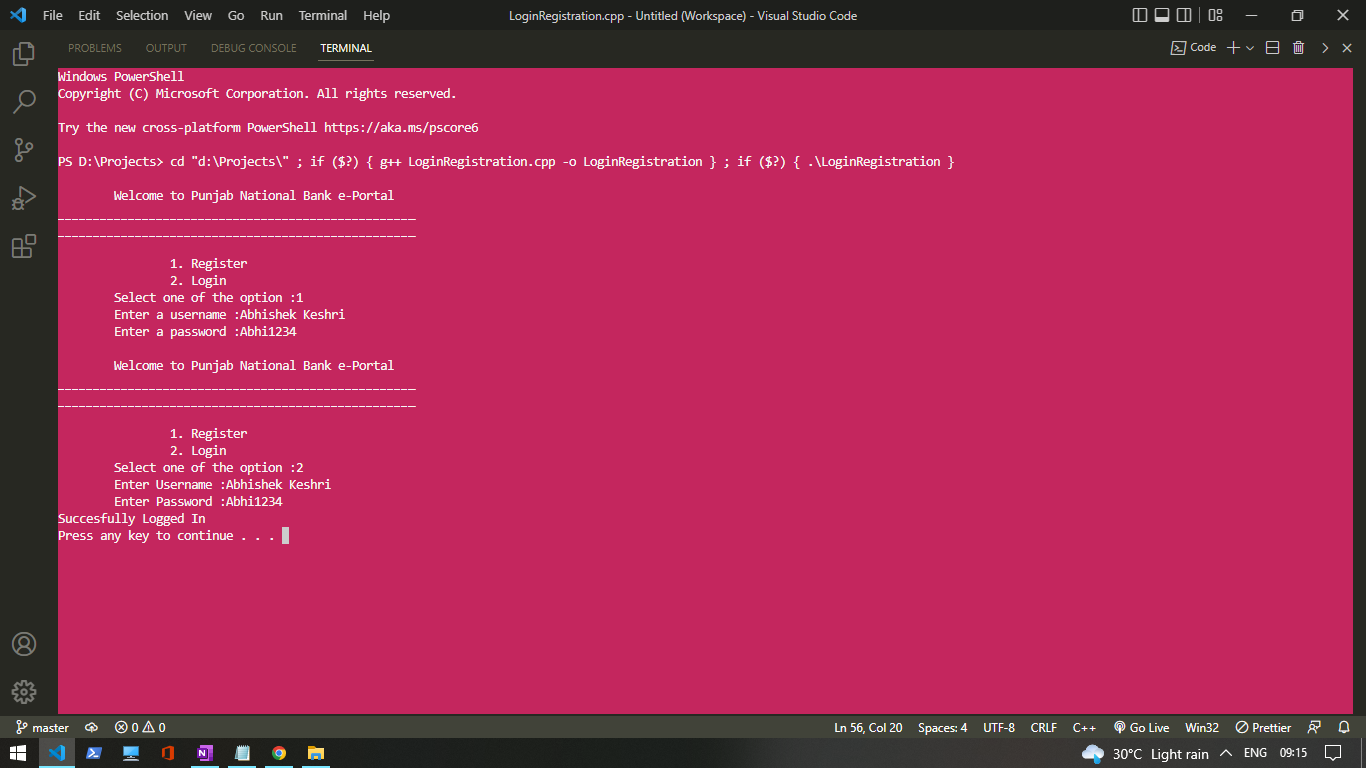 File Edit Selection View Go Run Terminal Help LoginRegistration.cpp - Untitled (Workspace) - Visual Studio Code
PROBLEMS OUTPUT DEBUG CONSOLE TERMINAL Code
Windows PowerShell
Copyright (C) Microsoft Corporation. All rights reserved.
Try the new cross-platform PowerShell https://aka.ms/pscore6
PS D:\Projects> cd "d:\Projects\" ; if ($?) { g++ LoginRegistration.cpp -o LoginRegistration } ; if ($?) { .\LoginRegistration }
Welcome to Punjab National Bank e-Portal
___________________________________________________
___________________________________________________
1. Register
2. Login
Select one of the option :1
Enter a username :Abhishek Keshri
Enter a password :Abhi1234
Welcome to Punjab National Bank e-Portal
___________________________________________________
___________________________________________________
1. Register
2. Login
Select one of the option :2
Enter Username :Abhishek Keshri
Enter Password :Abhi1234
Succesfully Logged In
Press any key to continue . . .
master 0 0 Ln 56, Col 20 Spaces: 4 UTF-8 CRLF C++ Go Live Win32 Prettier
30°C Light rain ENG 09:15